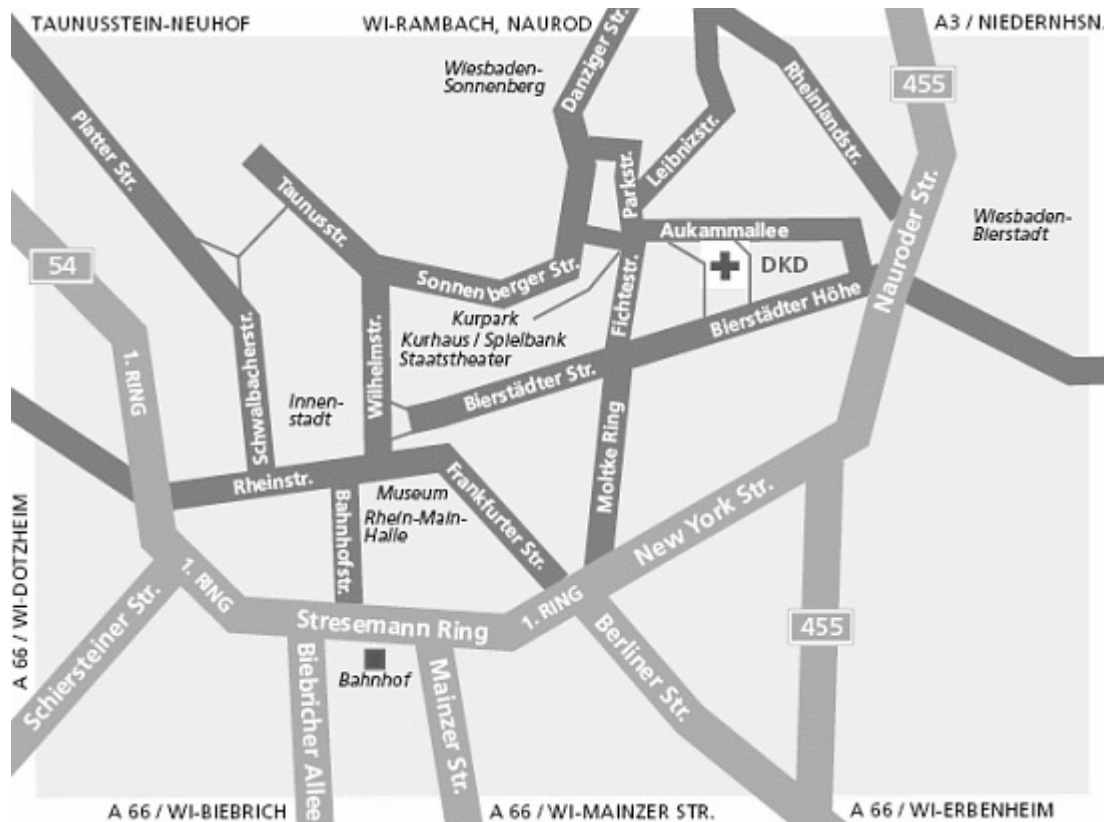 TAUNUSSTEIN-NEUHOF
WI-RAMBACH, NAUROD
A3 / NIEDERNHSN.
Danziger Str.
Wiesbaden-
Sonnenberg
Rheinlandstr.
455
Platter Str.
Leibnizstr.
Parkstr.
Taunusstr.
Nauroder Str.
Wiesbaden-
Bierstadt
Aukammallee
54
DKD
Sonnenberger Str.
Fichtestr.
Bierstädter Höhe
Kurpark
Kurhaus / Spielbank
Staatstheater
1. RING
Wilhelmstr.
Schwalbacherstr.
Bierstädter Str.
Innen-
stadt
Moltke Ring
Rheinstr.
Museum
Rhein-Main-
Halle
Frankfurter Str.
New York Str.
Bahnhofstr.
A 66 / WI-DOTZHEIM
1. RING
1. RING
Stresemann Ring
455
Schiersteiner Str.
Bahnhof
Biebricher Allee
Mainzer Str.
Berliner Str.
A 66 / WI-BIEBRICH
A 66 / WI-MAINZER STR.
A 66 / WI-ERBENHEIM